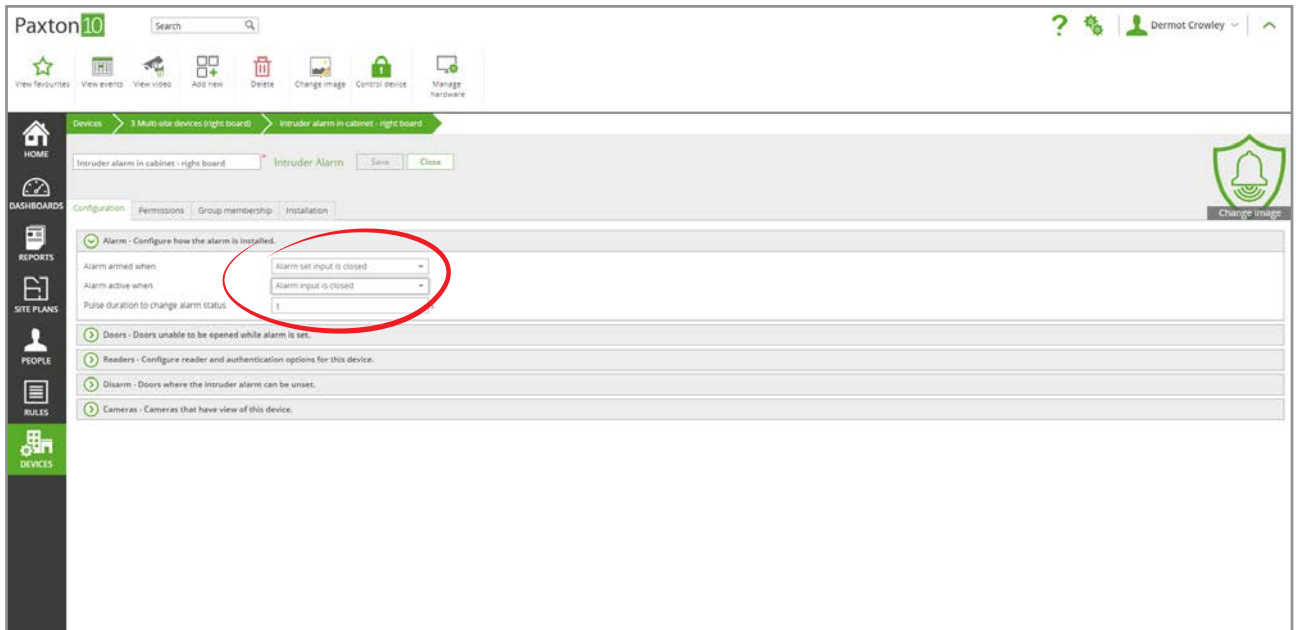 Paxton10 Search ? Dermot Crowley
View favourites View events View video Add new Delete Change image Control device Manage hardware
Devices 3 Multi-site devices (right board) Intruder alarm in cabinet - right board
HOME
Intruder alarm in cabinet - right board * Intruder Alarm Save Close
DASHBOARDS
Configuration Permissions Group membership Installation
Change image
Alarm - Configure how the alarm is installed.
REPORTS
Alarm armed when Alarm set input is closed
Alarm active when Alarm input is closed
SITE PLANS
Pulse duration to change alarm status 1
Doors - Doors unable to be opened while alarm is set.
PEOPLE
Readers - Configure reader and authentication options for this device.
Disarm - Doors where the intruder alarm can be unset.
RULES
Cameras - Cameras that have view of this device.
DEVICES